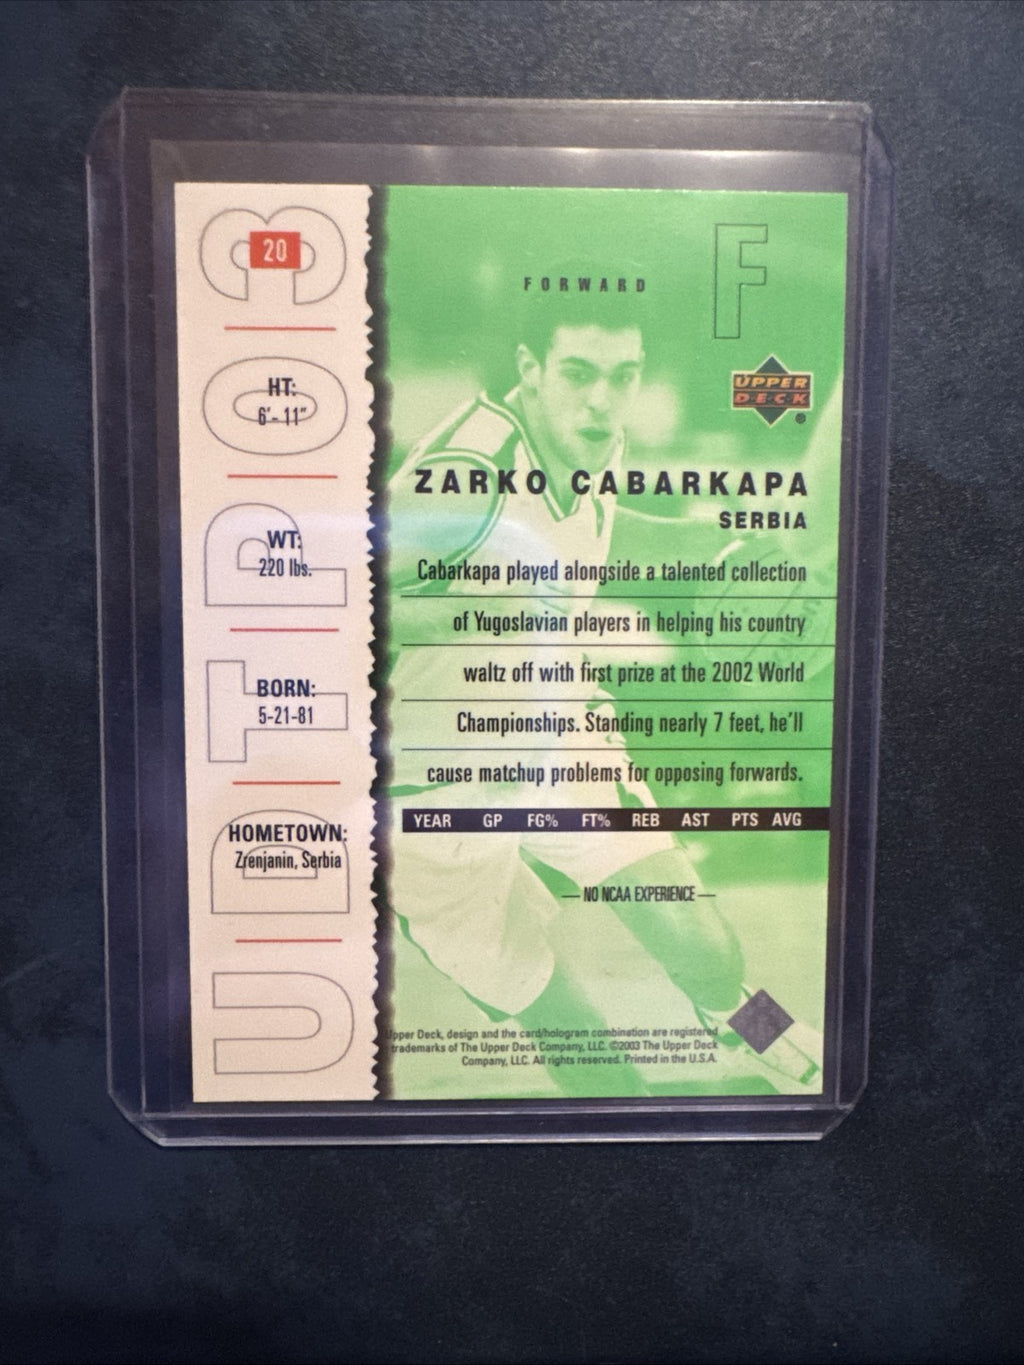 UDTPO3
20
HT:
6'- 11"
WT:
220 lbs.
BORN:
5-21-81
HOMETOWN:
Zrenjanin, Serbia
F
FORWARD
UPPER
DECK
®
ZARKO CABARKAPA
SERBIA
Cabarkapa played alongside a talented collection
of Yugoslavian players in helping his country
waltz off with first prize at the 2002 World
Championships. Standing nearly 7 feet, he'll
cause matchup problems for opposing forwards.
YEAR GP FG% FT% REB AST PTS AVG
— NO NCAA EXPERIENCE —
Upper Deck, design and the card/hologram combination are registered
trademarks of The Upper Deck Company, LLC. ©2003 The Upper Deck
Company, LLC. All rights reserved. Printed in the U.S.A.